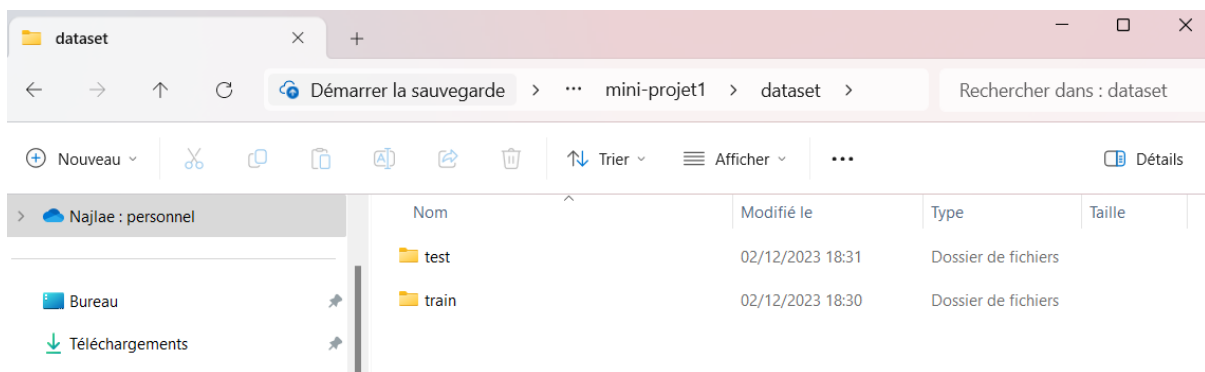 dataset
Démarrer la sauvegarde > ... mini-projet1 > dataset > Rechercher dans : dataset
Nouveau Trier Afficher ... Détails
Najlae : personnel
Nom Modifié le Type Taille
test 02/12/2023 18:31 Dossier de fichiers
Bureau
train 02/12/2023 18:30 Dossier de fichiers
Téléchargements